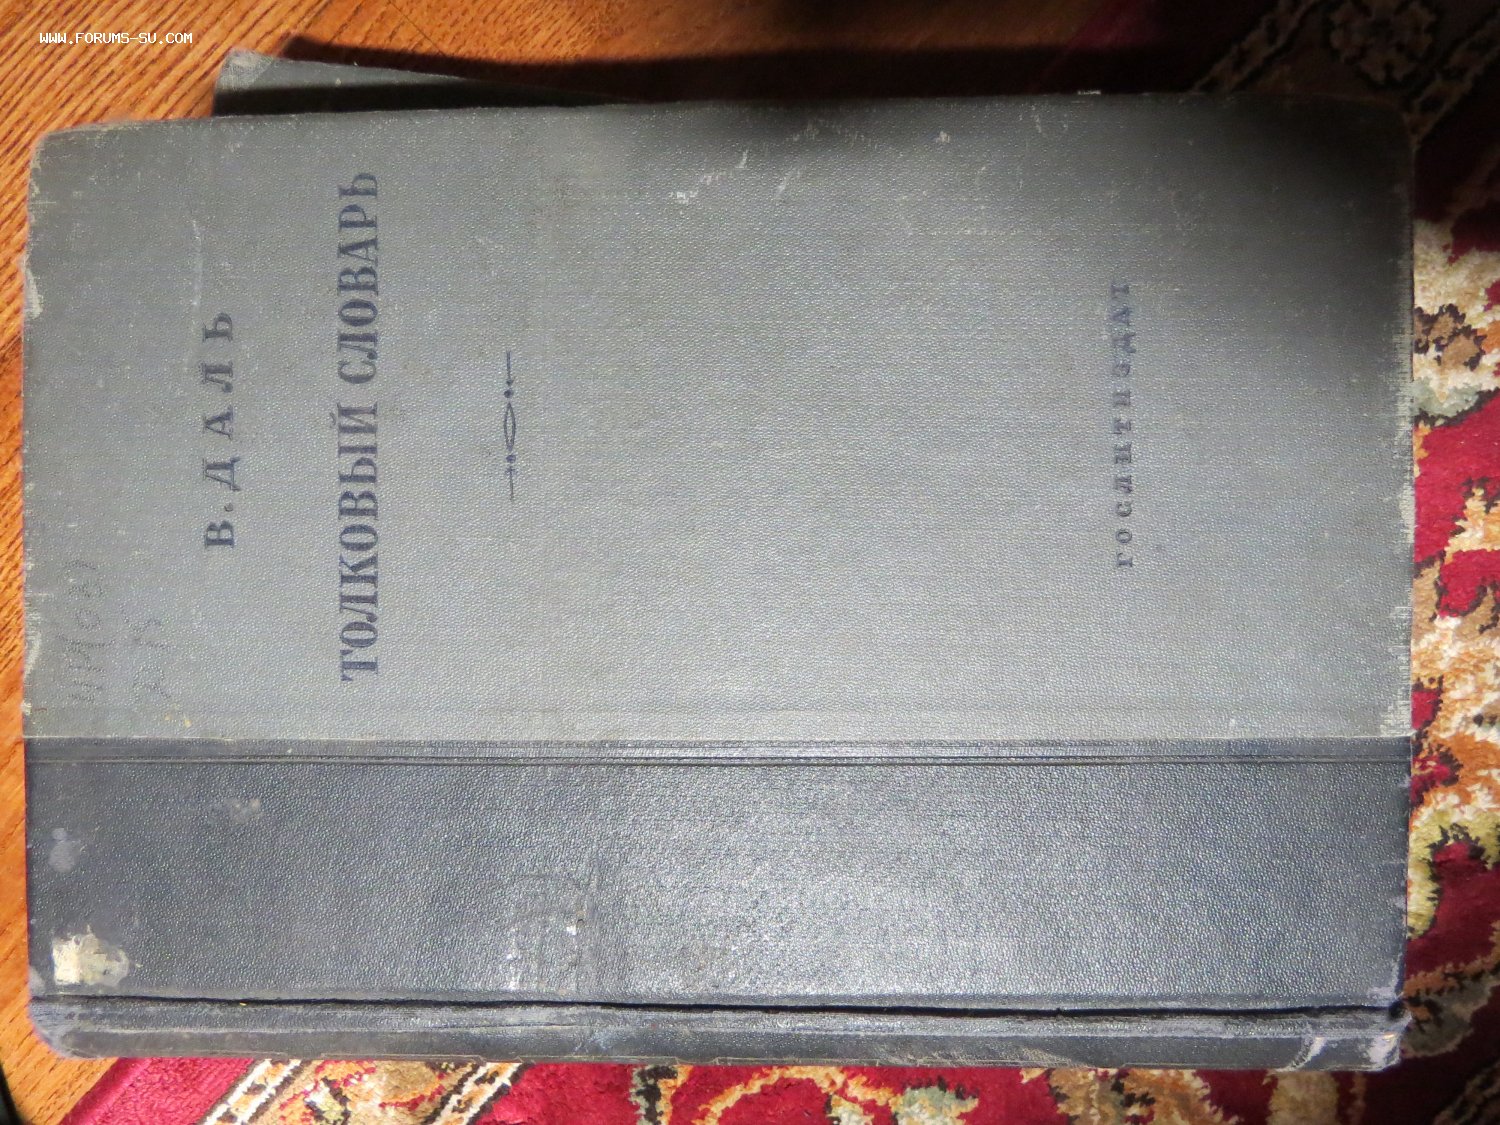 WWW.FORUMS-SU.COM
В. ДАЛЬ
ТОЛКОВЫЙ СЛОВАРЬ
ГОСЛИТИЗДАТ